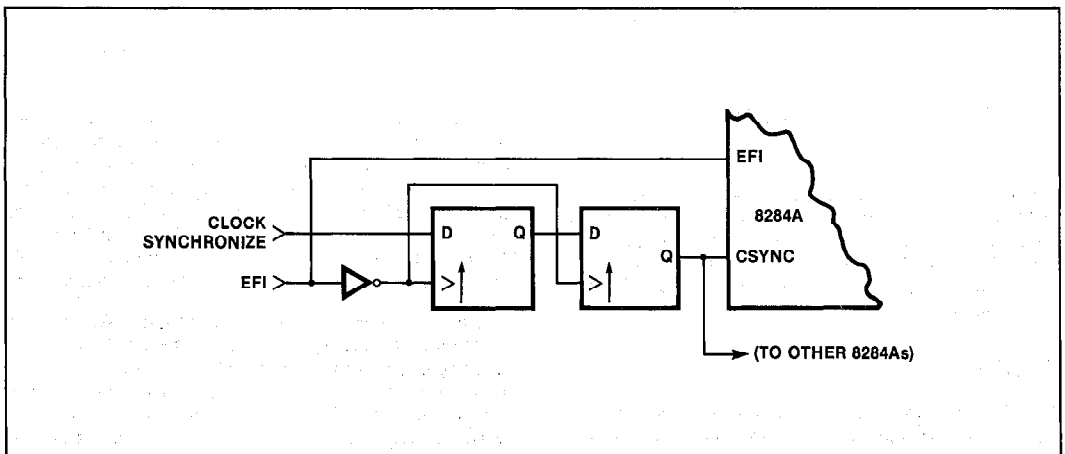 EFI
8284A
CLOCK
SYNCHRONIZE
D
Q
D
Q
CSYNC
EFI
(TO OTHER 8284As)